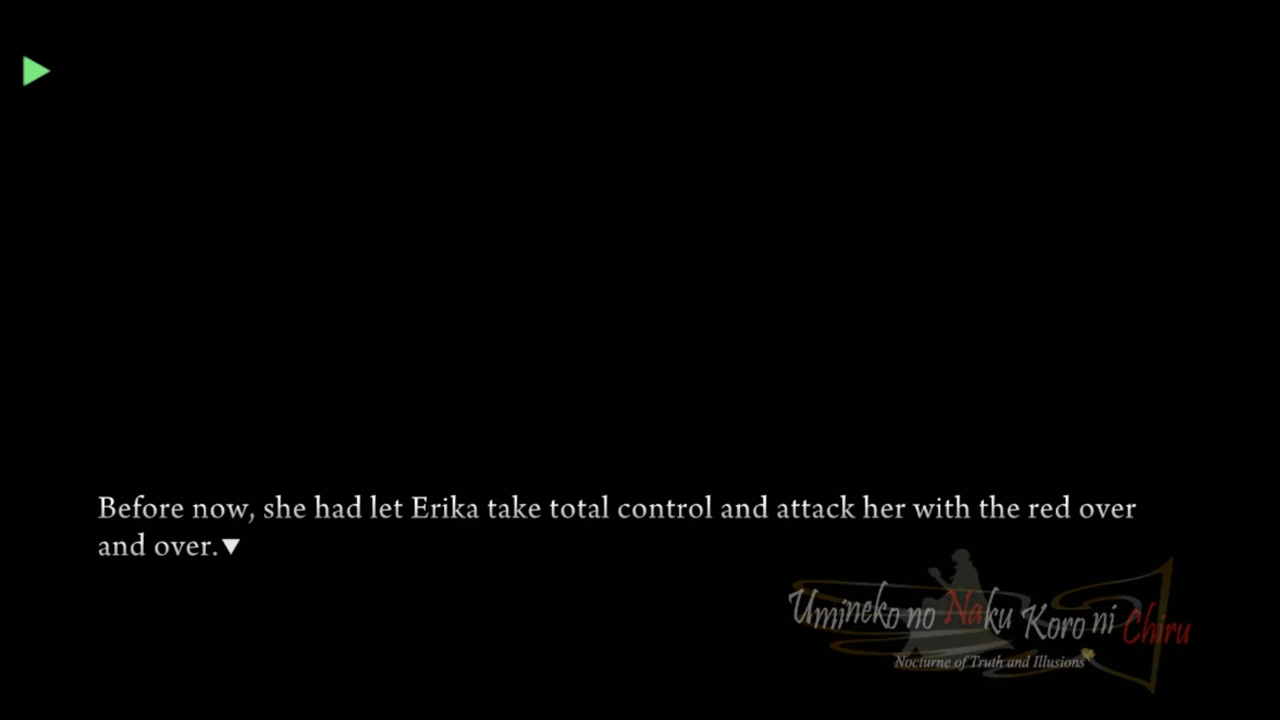 Before now, she had let Erika take total control and attack her with the red over
and over.
Umineko no Naku Koro ni Chiru
Nocturne of Truth and Illusions